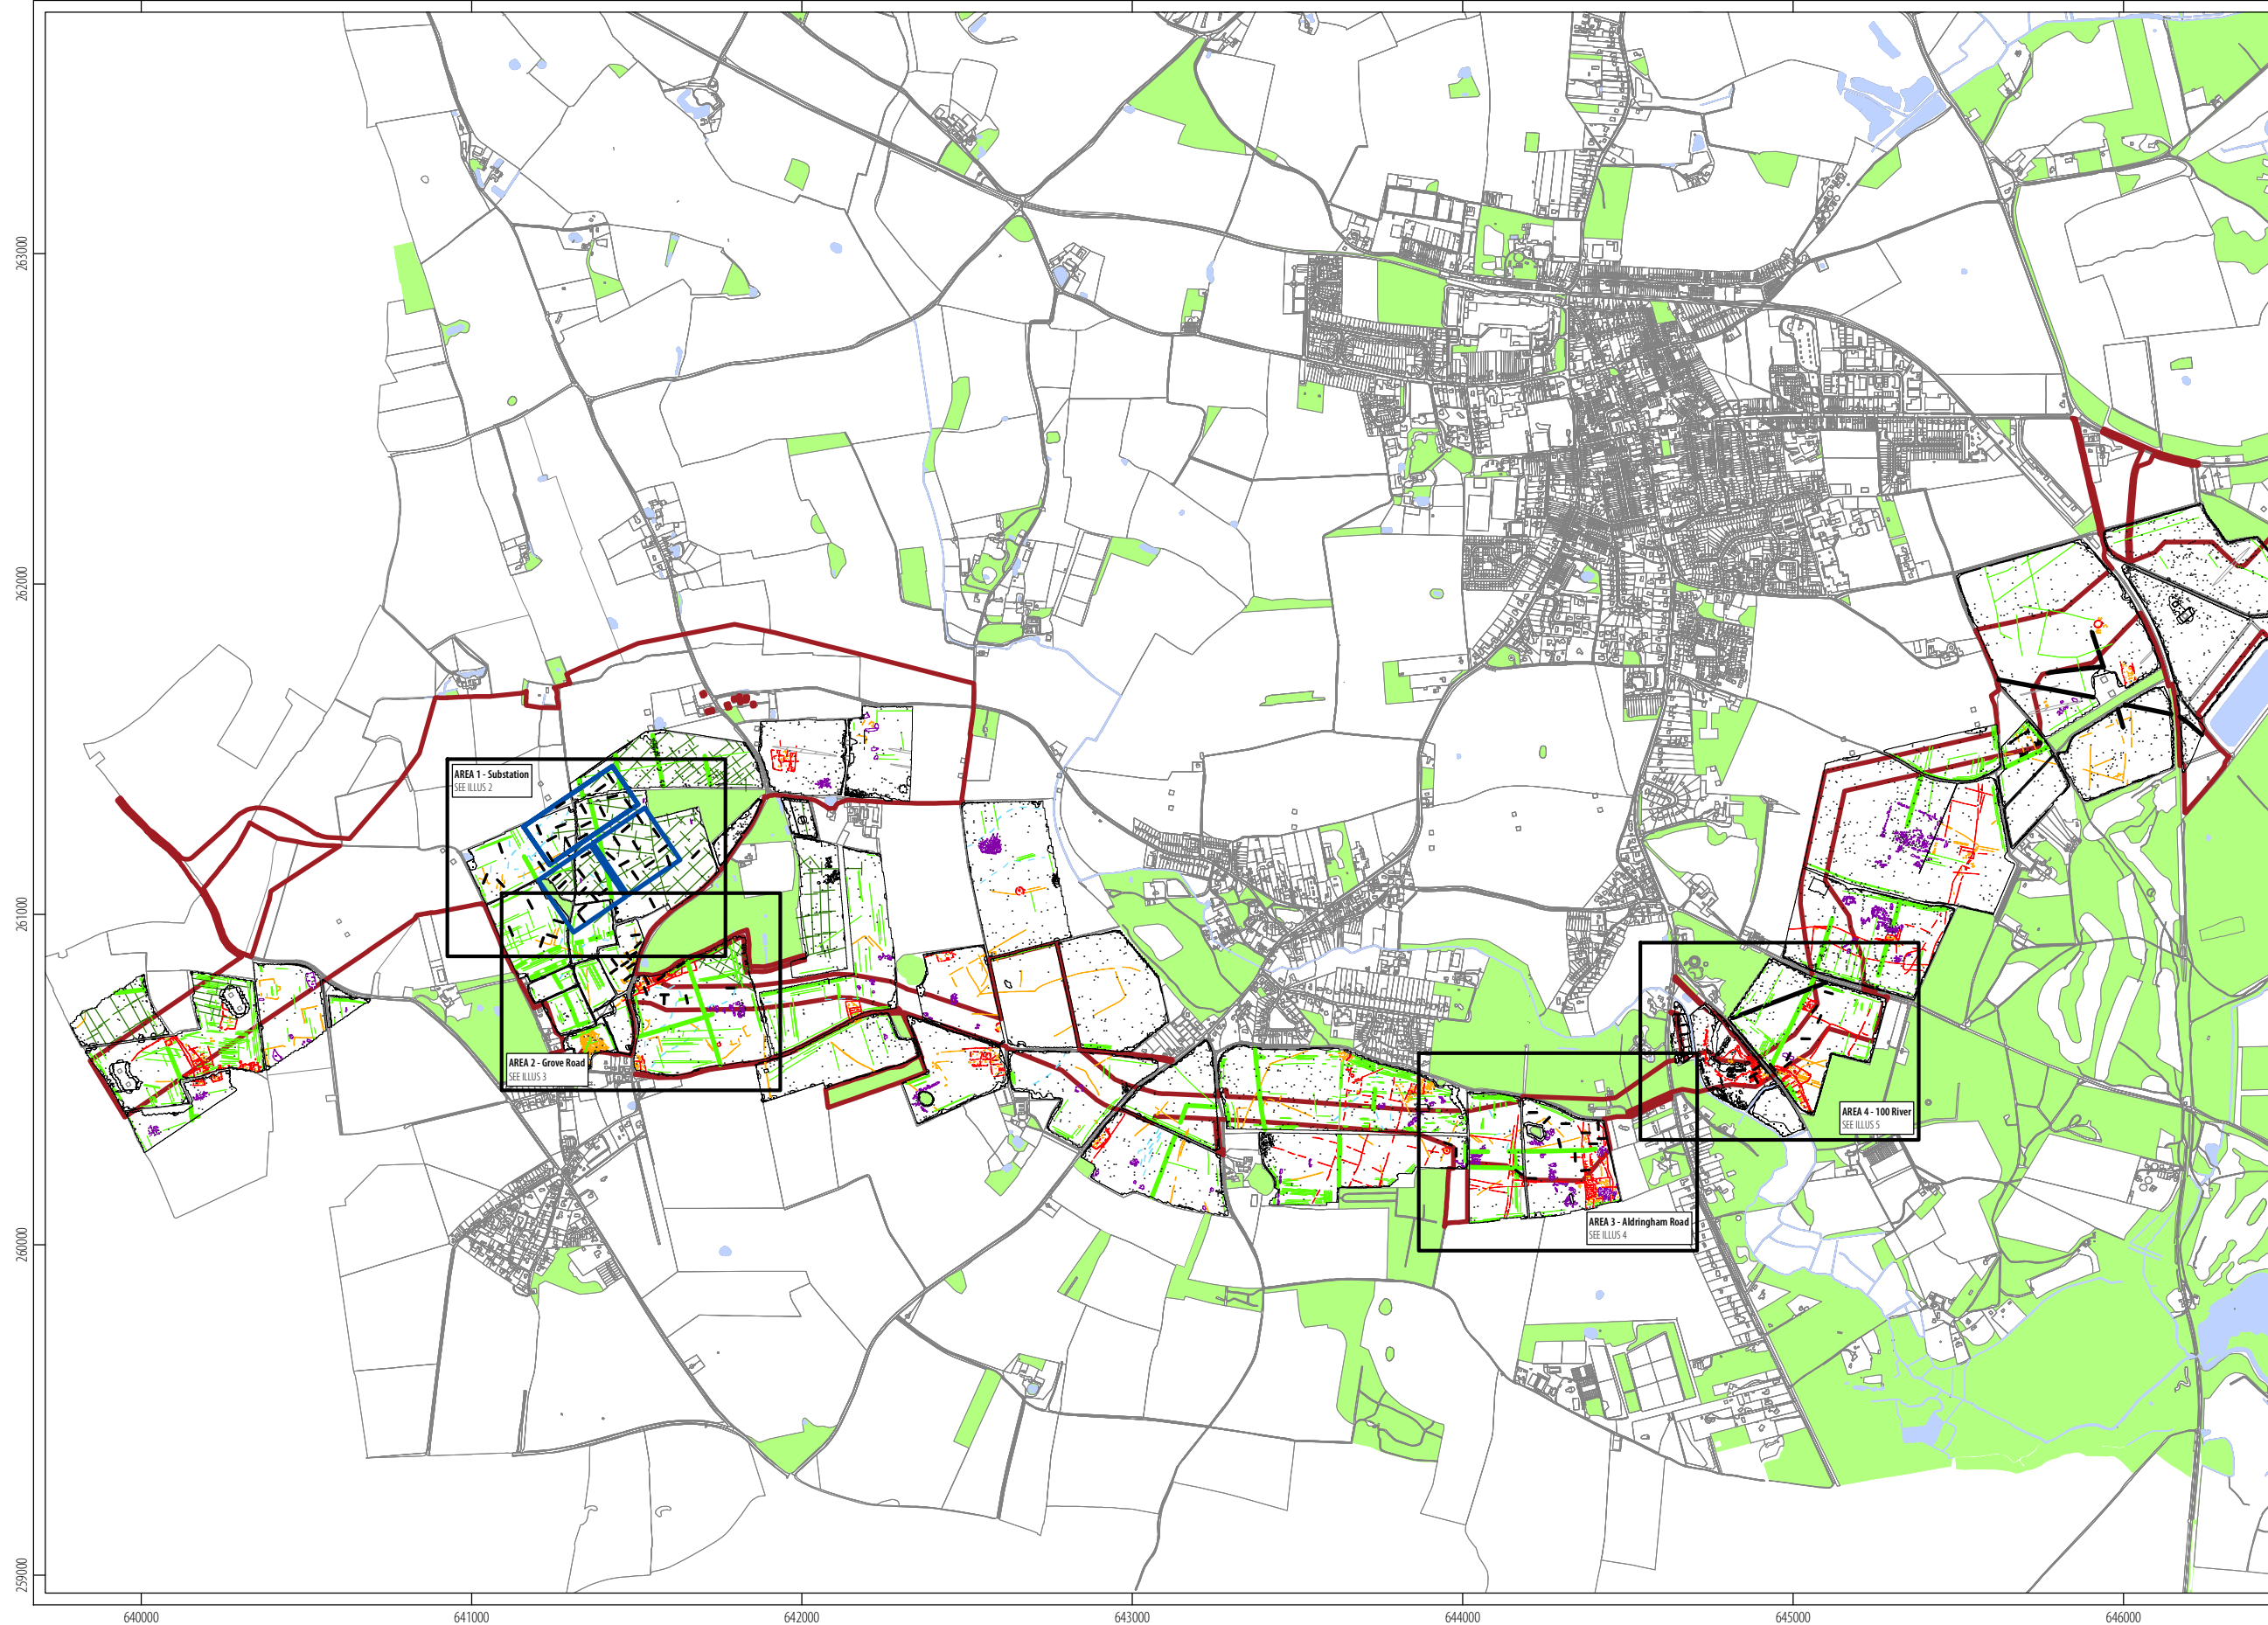 263000
262000
261000
260000
259000
AREA 1 - Substation
SEE ILLUS 2
AREA 2 - Grove Road
SEE ILLUS 3
AREA 4 - 100 River
SEE ILLUS 5
AREA 3 - Aldringham Road
SEE ILLUS 4
640000
641000
642000
643000
644000
645000
646000